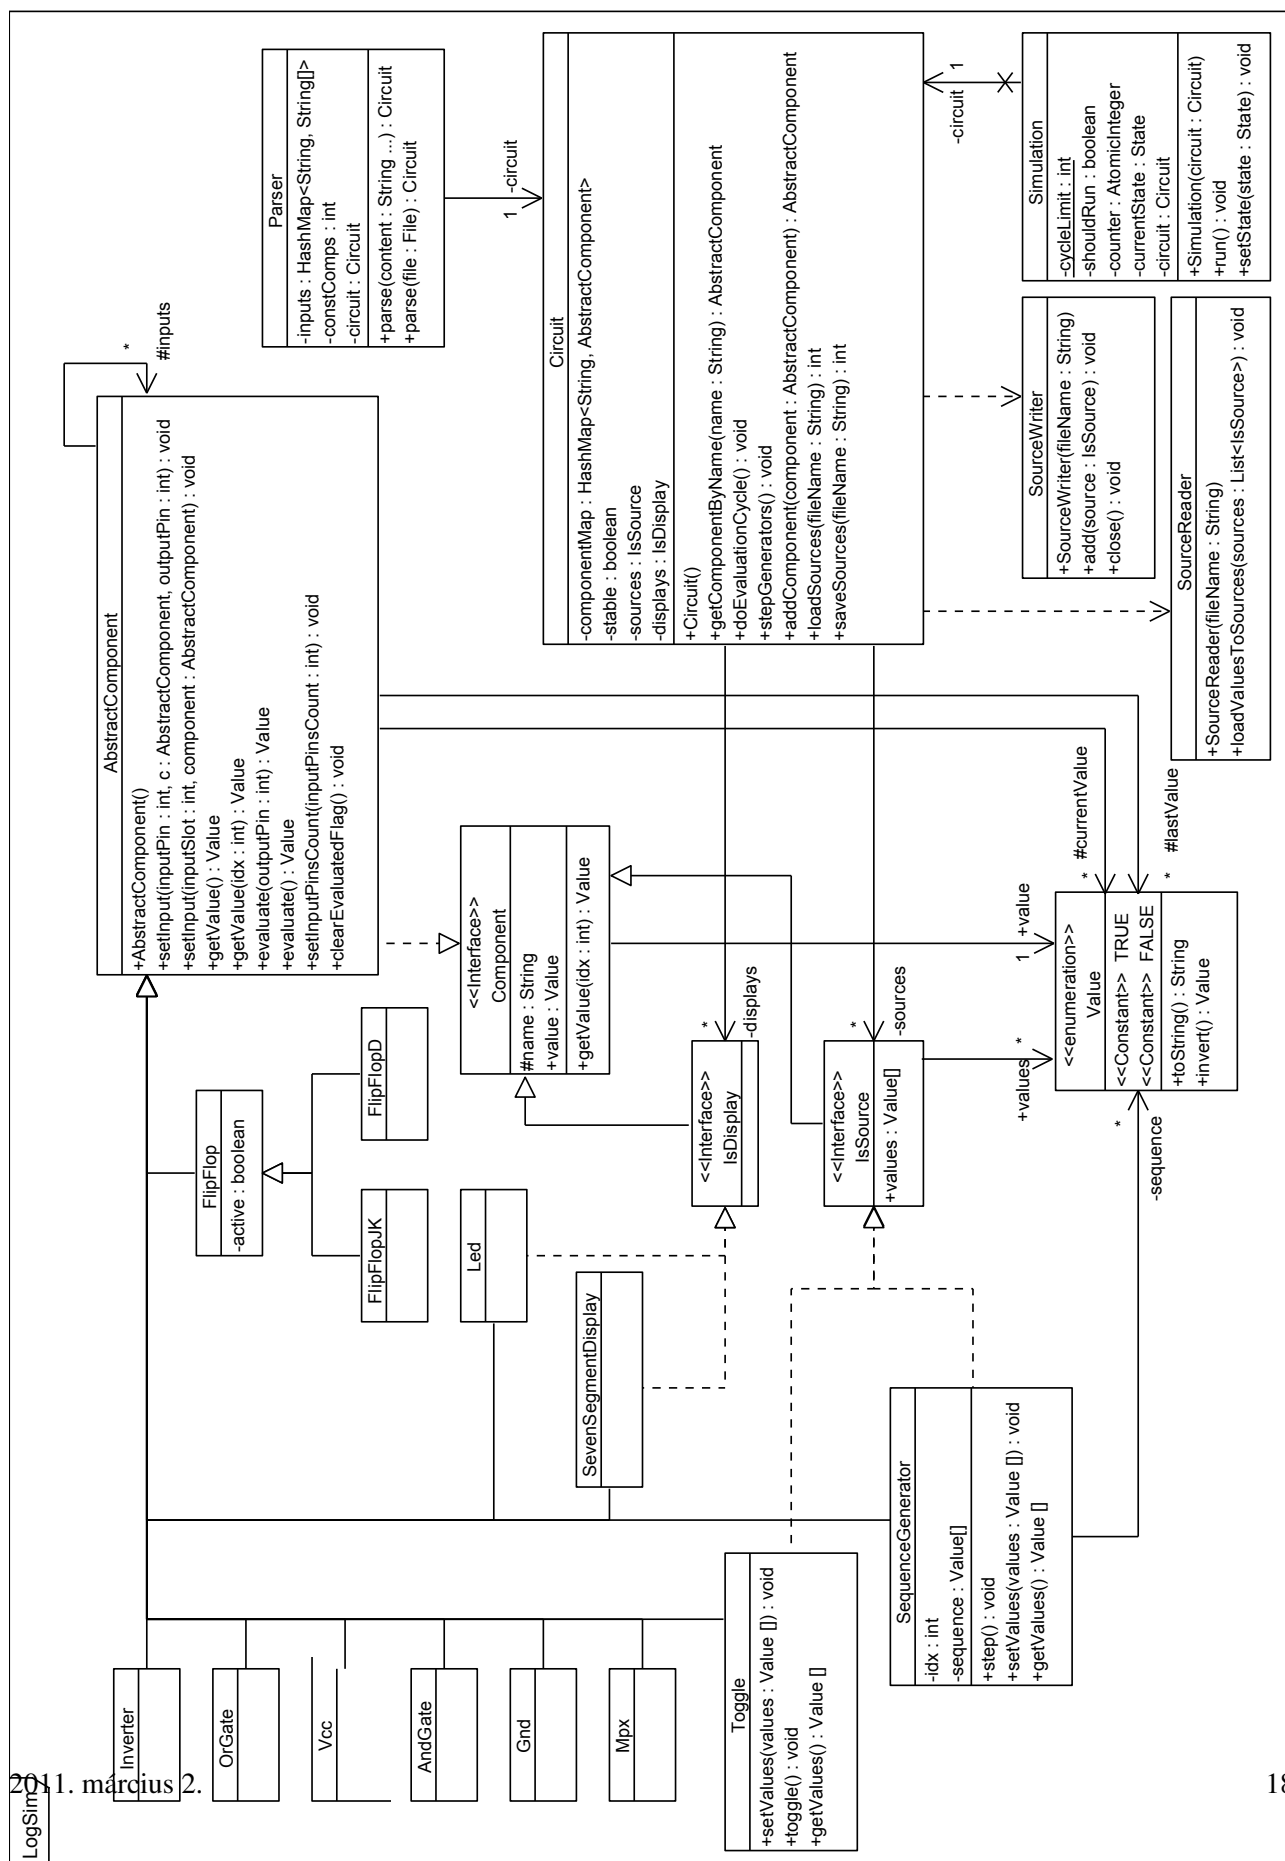 LogSim
Inverter
OrGate
Vcc
AndGate
Gnd
Mpx
Toggle
+setValues(values : Value []) : void
+toggle() : void
+getValues() : Value []
SequenceGenerator
-idx : int
-sequence : Value[]
+step() : void
+setValues(values : Value []) : void
+getValues() : Value []
SevenSegmentDisplay
Led
FlipFlop
-active : boolean
FlipFlopJK
FlipFlopD
<<Interface>>
IsDisplay
-displays
*
<<Interface>>
IsSource
+values : Value[]
-sources
*
<<Interface>>
Component
#name : String
+value : Value
+getValue(idx : int) : Value
<<enumeration>>
Value
<<Constant>> TRUE
<<Constant>> FALSE
+toString() : String
+invert() : Value
-sequence
*
+values
*
+value
1
#currentValue
*
#lastValue
*
AbstractComponent
+AbstractComponent()
+setInput(inputPin : int, c : AbstractComponent, outputPin : int) : void
+setInput(inputSlot : int, component : AbstractComponent) : void
+getValue() : Value
+getValue(idx : int) : Value
+evaluate(outputPin : int) : Value
+evaluate() : Value
+setInputPinsCount(inputPinsCount : int) : void
+clearEvaluatedFlag() : void
*
#inputs
Parser
-inputs : HashMap<String, String[]>
-constComps : int
-circuit : Circuit
+parse(content : String ...) : Circuit
+parse(file : File) : Circuit
1
-circuit
Circuit
-componentMap : HashMap<String, AbstractComponent>
-stable : boolean
-sources : IsSource
-displays : IsDisplay
+Circuit()
+getComponentByName(name : String) : AbstractComponent
+doEvaluationCycle() : void
+stepGenerators() : void
+addComponent(component : AbstractComponent) : AbstractComponent
+loadSources(fileName : String) : int
+saveSources(fileName : String) : int
-circuit
1
Simulation
-cycleLimit : int
-shouldRun : boolean
-counter : AtomicInteger
-currentState : State
-circuit : Circuit
+Simulation(circuit : Circuit)
+run() : void
+setState(state : State) : void
SourceWriter
+SourceWriter(fileName : String)
+add(source : IsSource) : void
+close() : void
SourceReader
+SourceReader(fileName : String)
+loadValuesToSources(sources : List<IsSource>) : void
2011. március 2.
18